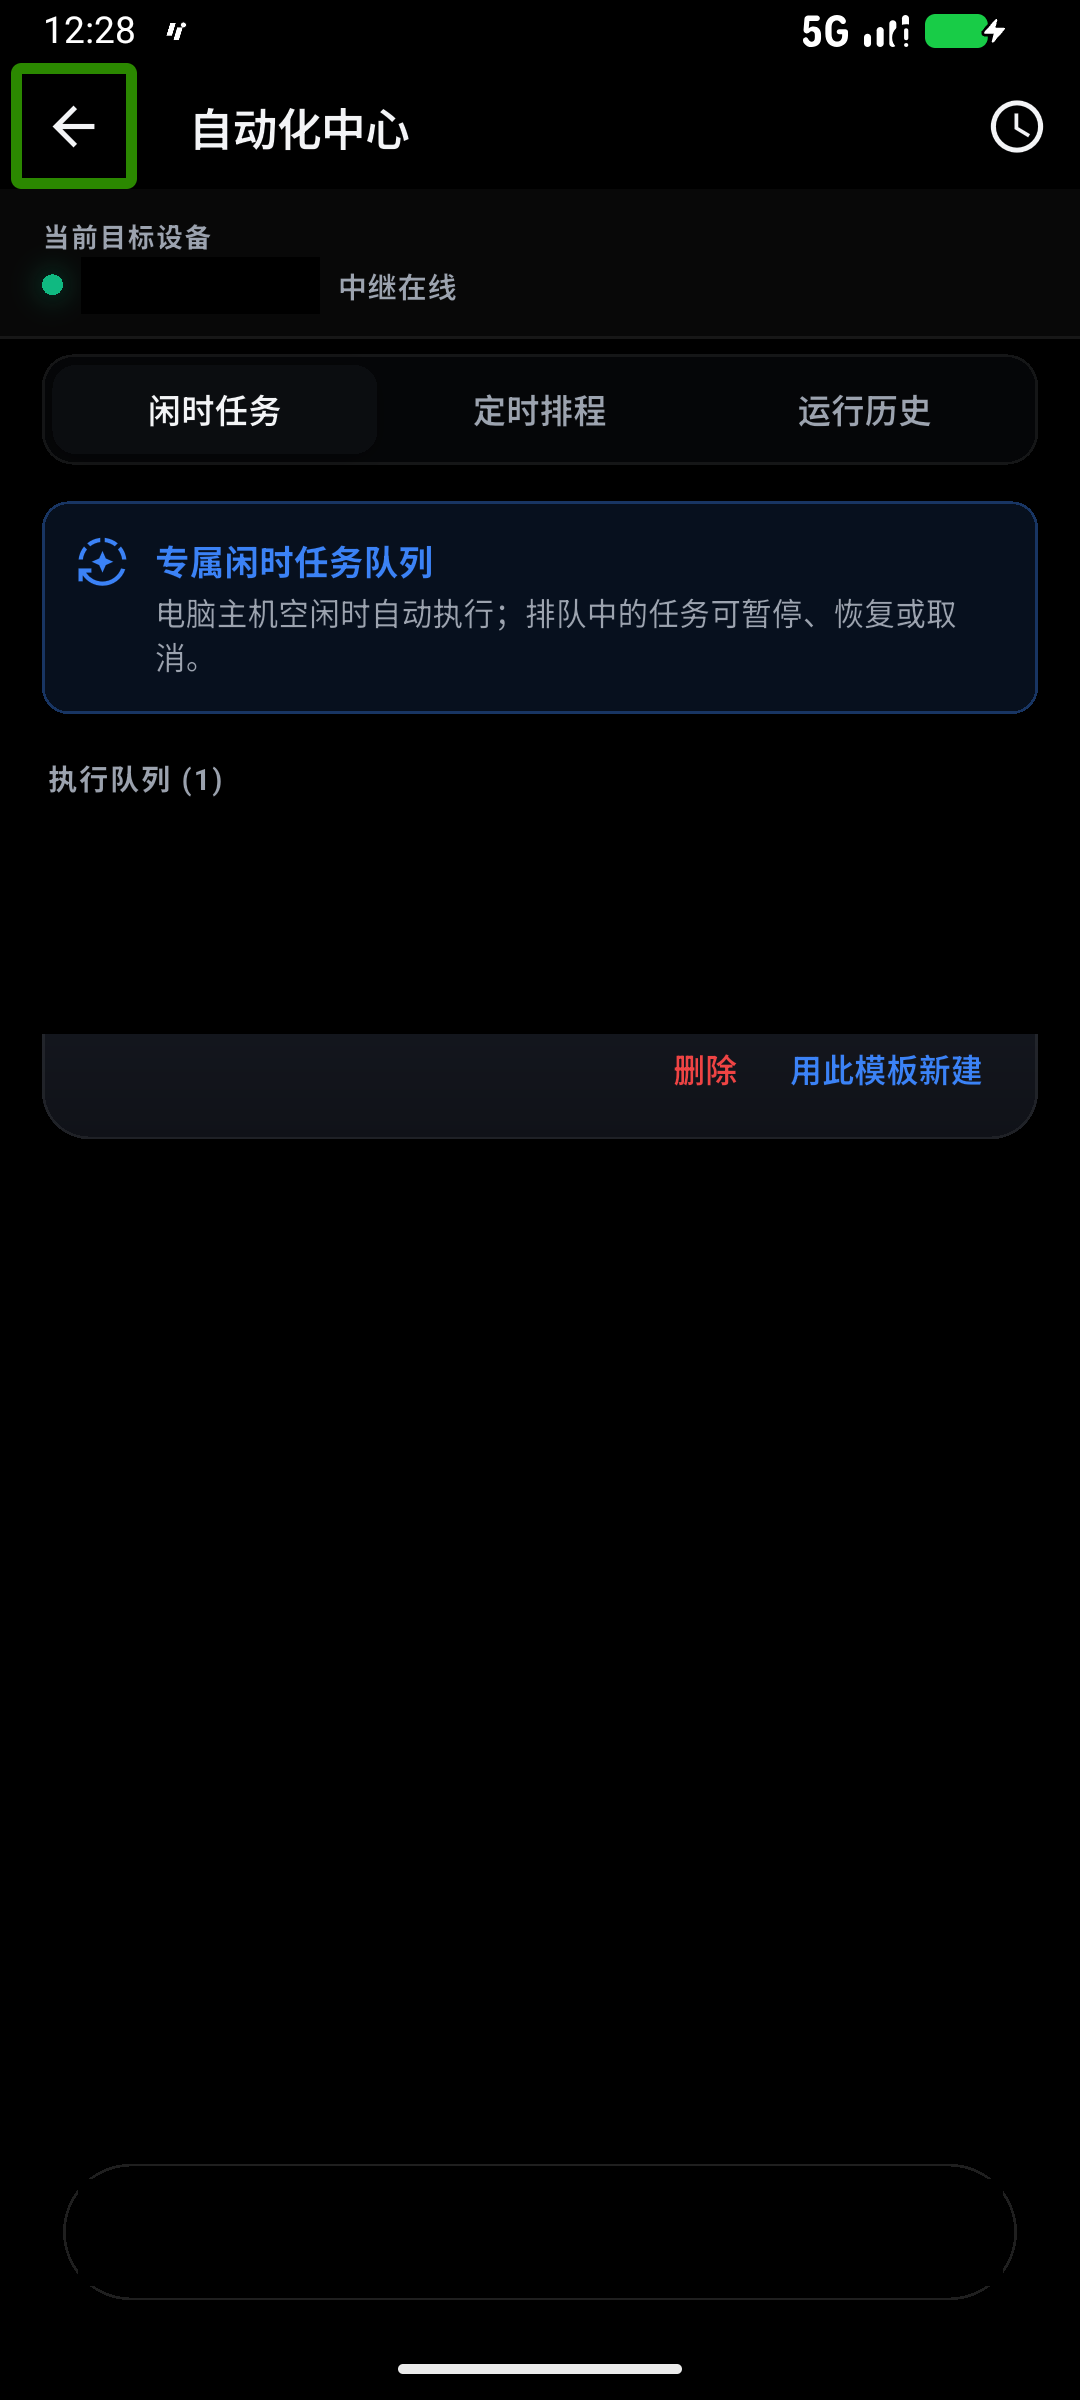 12:28
5G
自动化中心
当前目标设备
中继在线
闲时任务
定时排程
运行历史
专属闲时任务队列
电脑主机空闲时自动执行；排队中的任务可暂停、恢复或取
消。
执行队列 (1)
删除
用此模板新建